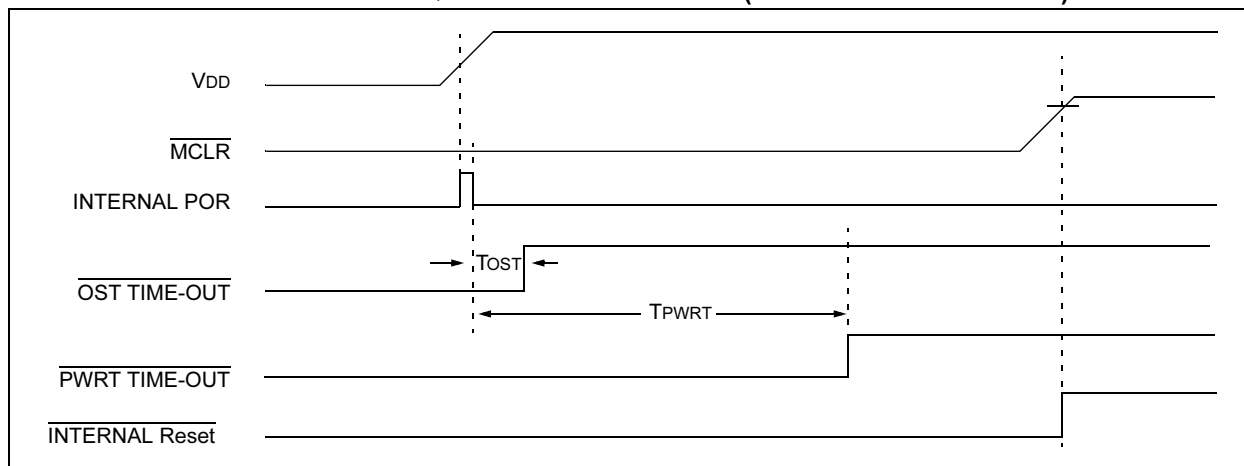 VDD
MCLR
INTERNAL POR
TOST
OST TIME-OUT
TPWRT
PWRT TIME-OUT
INTERNAL Reset